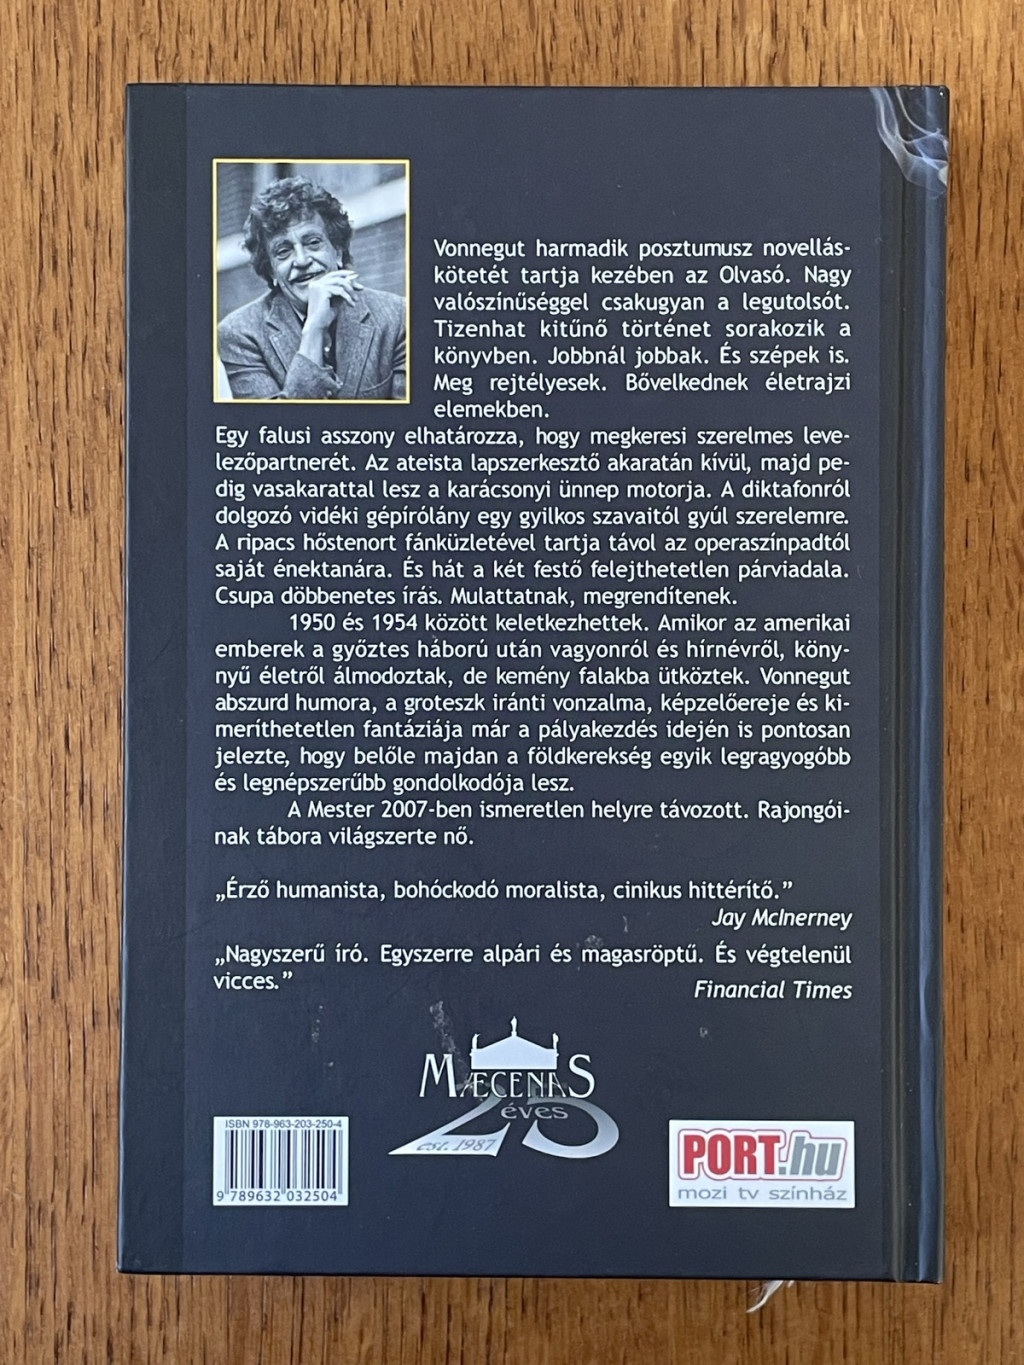 Vonnegut harmadik posztumusz novellás-
kötetét tartja kezében az Olvasó. Nagy
valószínűséggel csakugyan a legutolsót.
Tizenhat kitűnő történet sorakozik a
könyvben. Jobbnál jobbak. És szépek is.
Meg rejtélyesek. Bővelkednek életrajzi
elemekben.
Egy falusi asszony elhatározza, hogy megkeresi szerelmes leve-
lezőpartnerét. Az ateista lapszerkesztő akaratán kívül, majd pe-
dig vasakarattal lesz a karácsonyi ünnep motorja. A diktafonról
dolgozó vidéki gépírólány egy gyilkos szavaitól gyúl szerelemre.
A ripacs hőstenort fánküzletével tartja távol az operaszínpadtól
saját énektanára. És hát a két festő felejthetetlen párviadala.
Csupa döbbenetes írás. Mulattatnak, megrendítenek.
1950 és 1954 között keletkezhettek. Amikor az amerikai
emberek a győztes háború után vagyonról és hírnévről, köny-
nyű életről álmodoztak, de kemény falakba ütköztek. Vonnegut
abszurd humora, a groteszk iránti vonzalma, képzelőereje és ki-
meríthetetlen fantáziája már a pályakezdés idején is pontosan
jelezte, hogy belőle majdan a földkerekség egyik legragyogóbb
és legnépszerűbb gondolkodója lesz.
A Mester 2007-ben ismeretlen helyre távozott. Rajongói-
nak tábora világszerte nő.
„Érző humanista, bohóckodó moralista, cinikus hittérítő.”
Jay McInerney
„Nagyszerű író. Egyszerre alpári és magasröptű. És végtelenül
vicces.”
Financial Times
MÆCENAS
25 éves
est. 1987
ISBN 978-963-203-250-4
9 789632 032504
PORT.hu
mozi tv színház